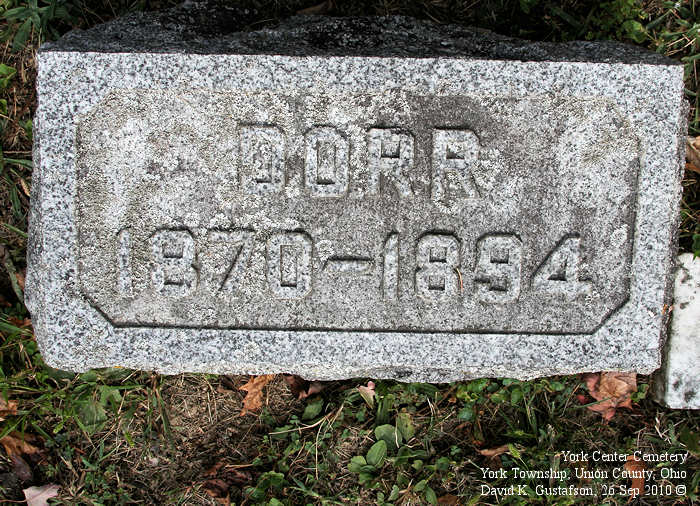 DORR
1870-1894
York Center Cemetery
York Township, Union County, Ohio
David K. Gustafson, 26 Sep 2010 ©